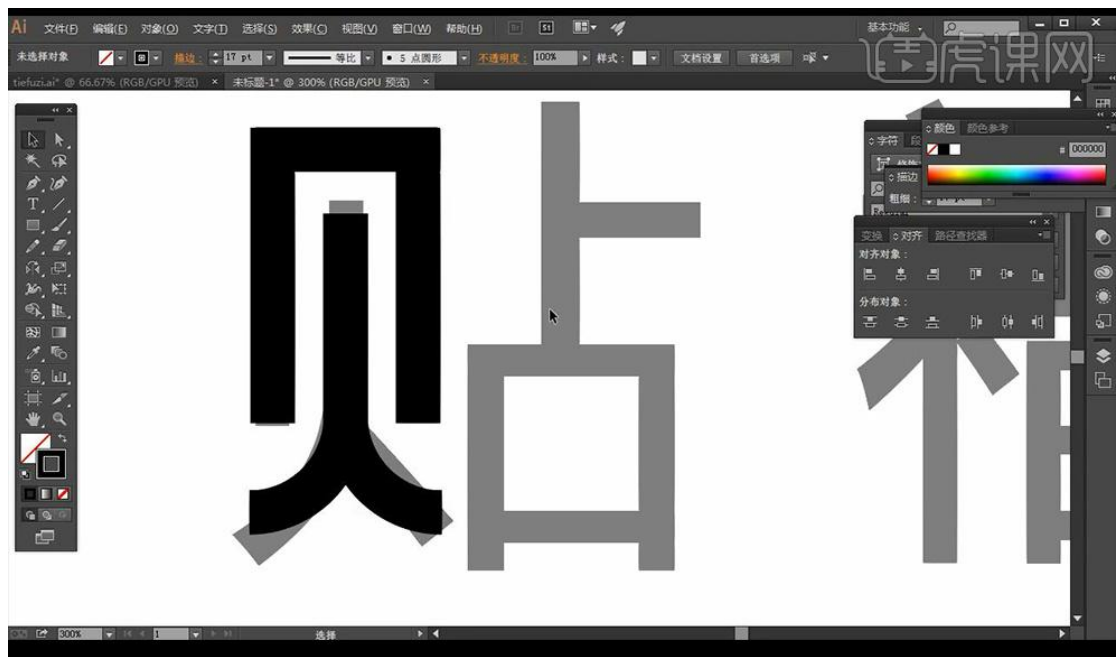 Ai 文件(F) 编辑(E) 对象(O) 文字(T) 选择(S) 效果(C) 视图(V) 窗口(W) 帮助(H) Br St 基本功能
未选择对象 描边: 17 pt 等比 5 点圆形 不透明度: 100% 样式: 文档设置 首选项
虎课网
tiefuzi.ai* @ 66.67% (RGB/GPU 预览) × 未标题-1* @ 300% (RGB/GPU 预览) ×
颜色 颜色参考
# 000000
字符
描边
粗细:
变换 对齐 路径查找器
对齐对象:
分布对象:
贴
300% 1 选择